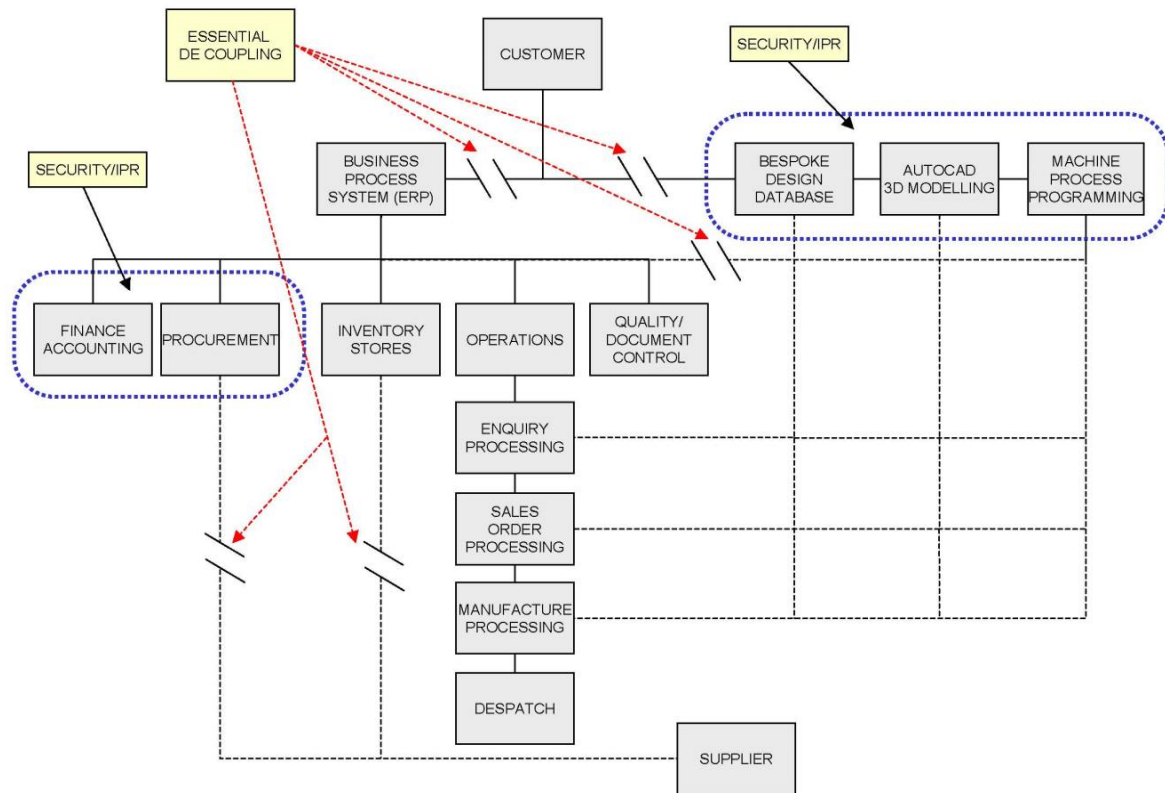 ESSENTIAL
DE COUPLING
CUSTOMER
SECURITY/IPR
SECURITY/IPR
BUSINESS
PROCESS
SYSTEM (ERP)
BESPOKE
DESIGN
DATABASE
AUTOCAD
3D MODELLING
MACHINE
PROCESS
PROGRAMMING
FINANCE
ACCOUNTING
PROCUREMENT
INVENTORY
STORES
OPERATIONS
QUALITY/
DOCUMENT
CONTROL
ENQUIRY
PROCESSING
SALES
ORDER
PROCESSING
MANUFACTURE
PROCESSING
DESPATCH
SUPPLIER